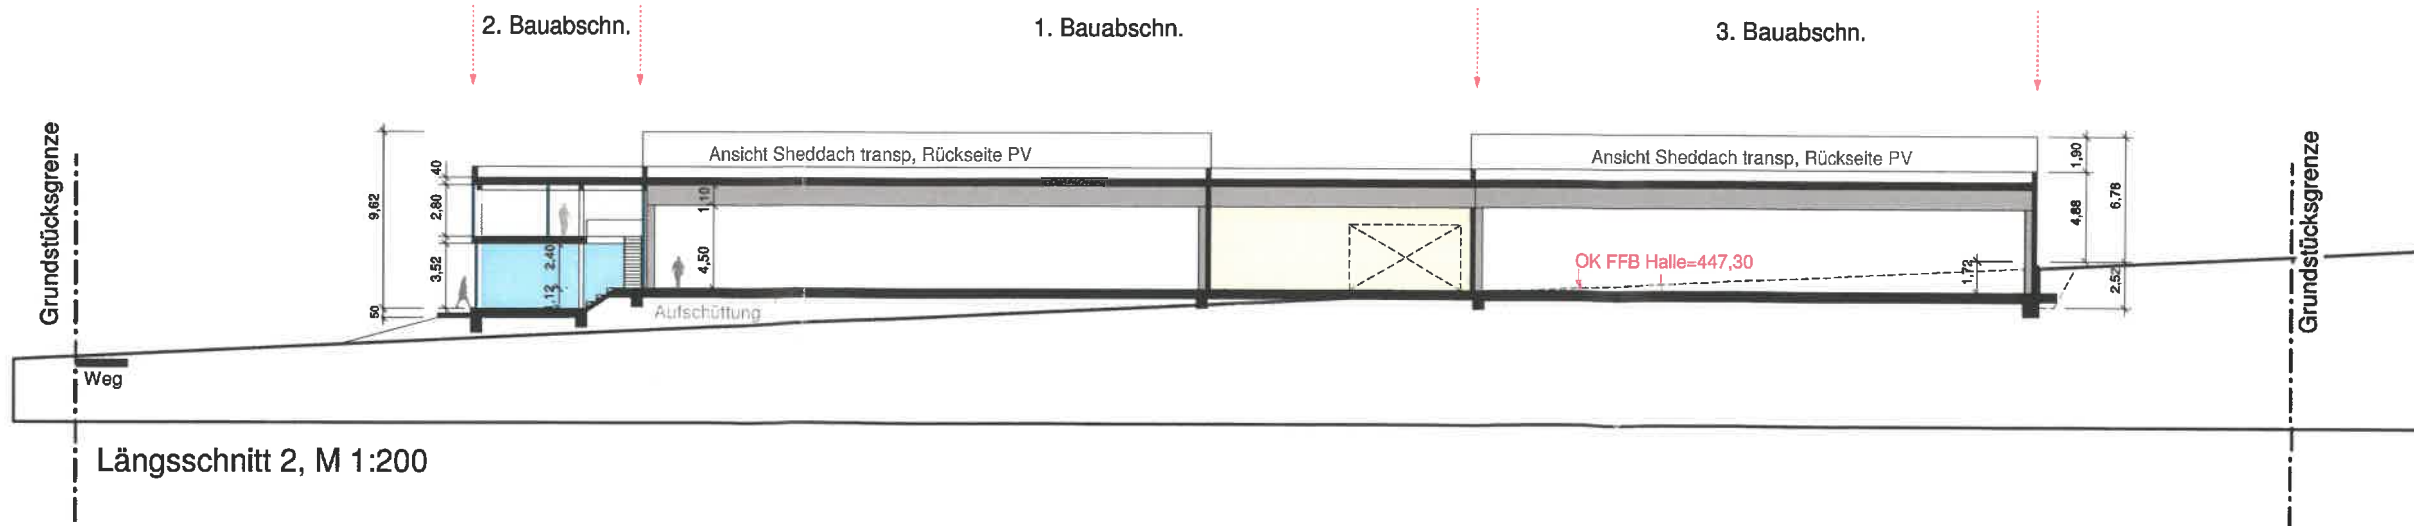 2. Bauabschn.
1. Bauabschn.
3. Bauabschn.
Grundstücksgrenze
9,62
50
40
2,80
3,52
2,40
Ansicht Sheddach transp, Rückseite PV
1,10
4,50
Aufschüttung
Ansicht Sheddach transp, Rückseite PV
OK FFB Halle=447,30
1,72
1,90
4,88
6,78
2,52
Grundstücksgrenze
Weg
Längsschnitt 2, M 1:200